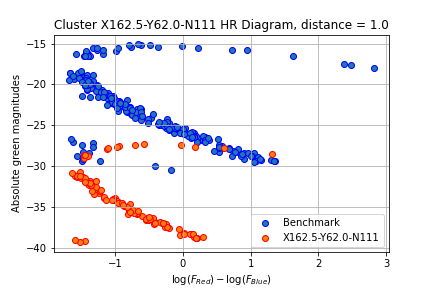 Cluster X162.5-Y62.0-N111 HR Diagram, distance = 1.0
Absolute green magnitudes
−15
−20
−25
−30
−35
−40
−1
0
1
2
3
log(F_Red) − log(F_Blue)
Benchmark
X162.5-Y62.0-N111